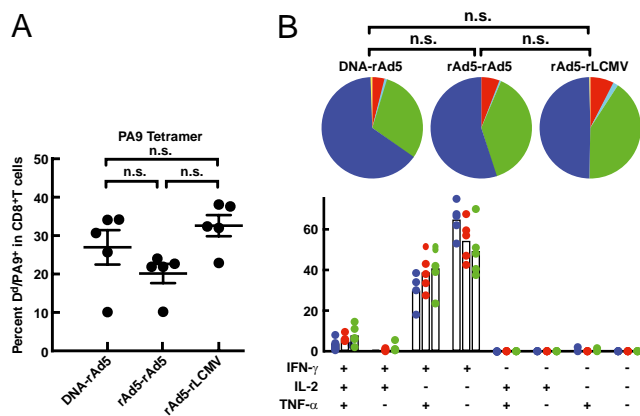 A
PA9 Tetramer
n.s.
n.s. n.s.
50
40
30
20
10
0
Percent Dᵈ/PA9⁺ in CD8⁺T cells
DNA-rAd5
rAd5-rAd5
rAd5-rLCMV
B
n.s.
n.s. n.s.
DNA-rAd5 rAd5-rAd5 rAd5-rLCMV
60
40
20
0
IFN-γ + + + + - - - -
IL-2 + + - - + + - -
TNF-α + - + - + - + -